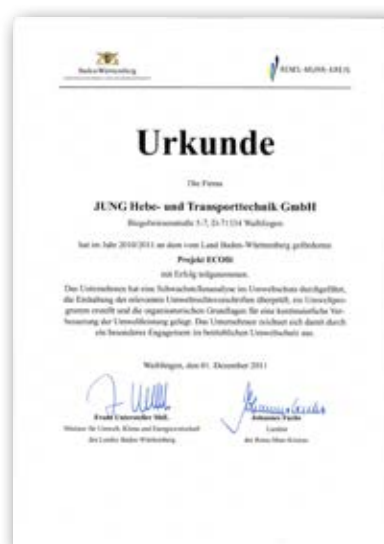 Baden-Württemberg
REMS-MURR-KREIS
Urkunde
Die Firma
JUNG Hebe- und Transporttechnik GmbH
5-7, D-71334 Waiblingen
hat im Jahr 2010/2011 an dem vom Land Baden-Württemberg geförderten
Projekt ECOfit
mit Erfolg teilgenommen.
Das Unternehmen hat eine Schwachstellenanalyse im Umweltschutz durchgeführt,
die Einhaltung der relevanten Umweltrechtsvorschriften überprüft, ein Umweltpro-
gramm erstellt und die organisatorischen Grundlagen für eine kontinuierliche Ver-
besserung der Umweltleistung gelegt. Das Unternehmen zeichnet sich damit durch
ein besonderes Engagement im betrieblichen Umweltschutz aus.
Waiblingen, den 01. Dezember 2011
Franz Untersteller MdL
Minister für Umwelt, Klima und Energiewirtschaft
des Landes Baden-Württemberg
Johannes Fuchs
Landrat
des Rems-Murr-Kreises